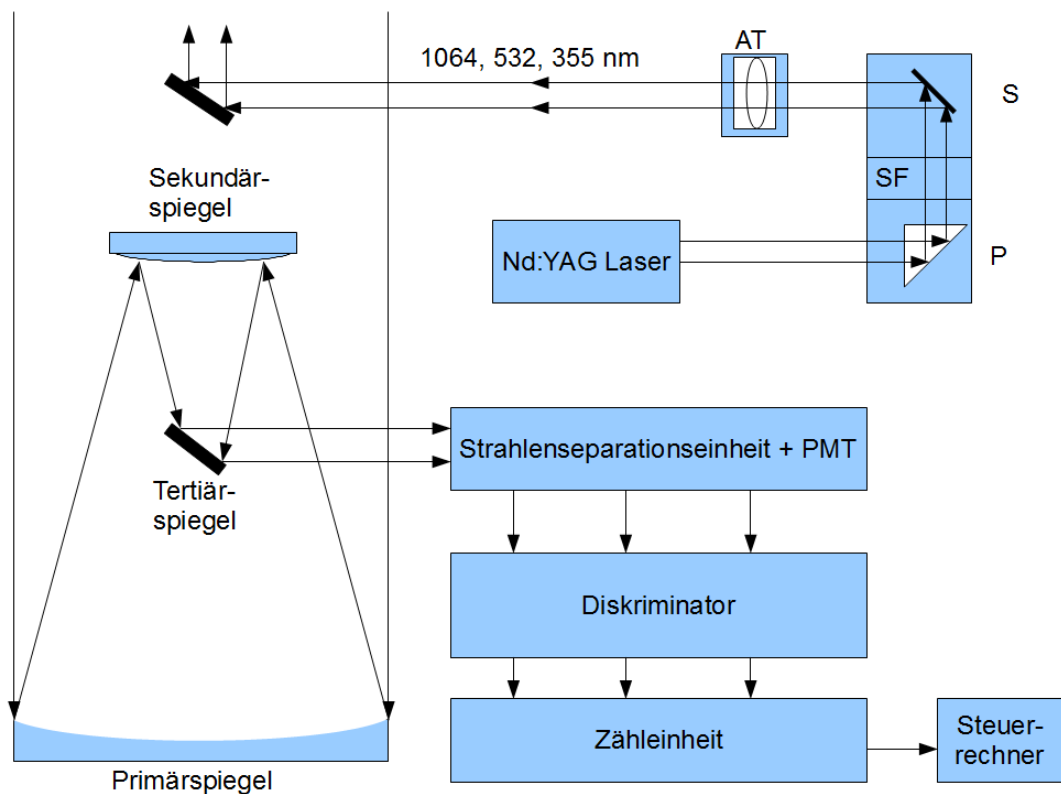 AT
1064, 532, 355 nm
S
Sekundär-
spiegel
SF
Nd:YAG Laser
P
Strahlenseparationseinheit + PMT
Tertiär-
spiegel
Diskriminator
Zähleinheit
Steuer-
rechner
Primärspiegel